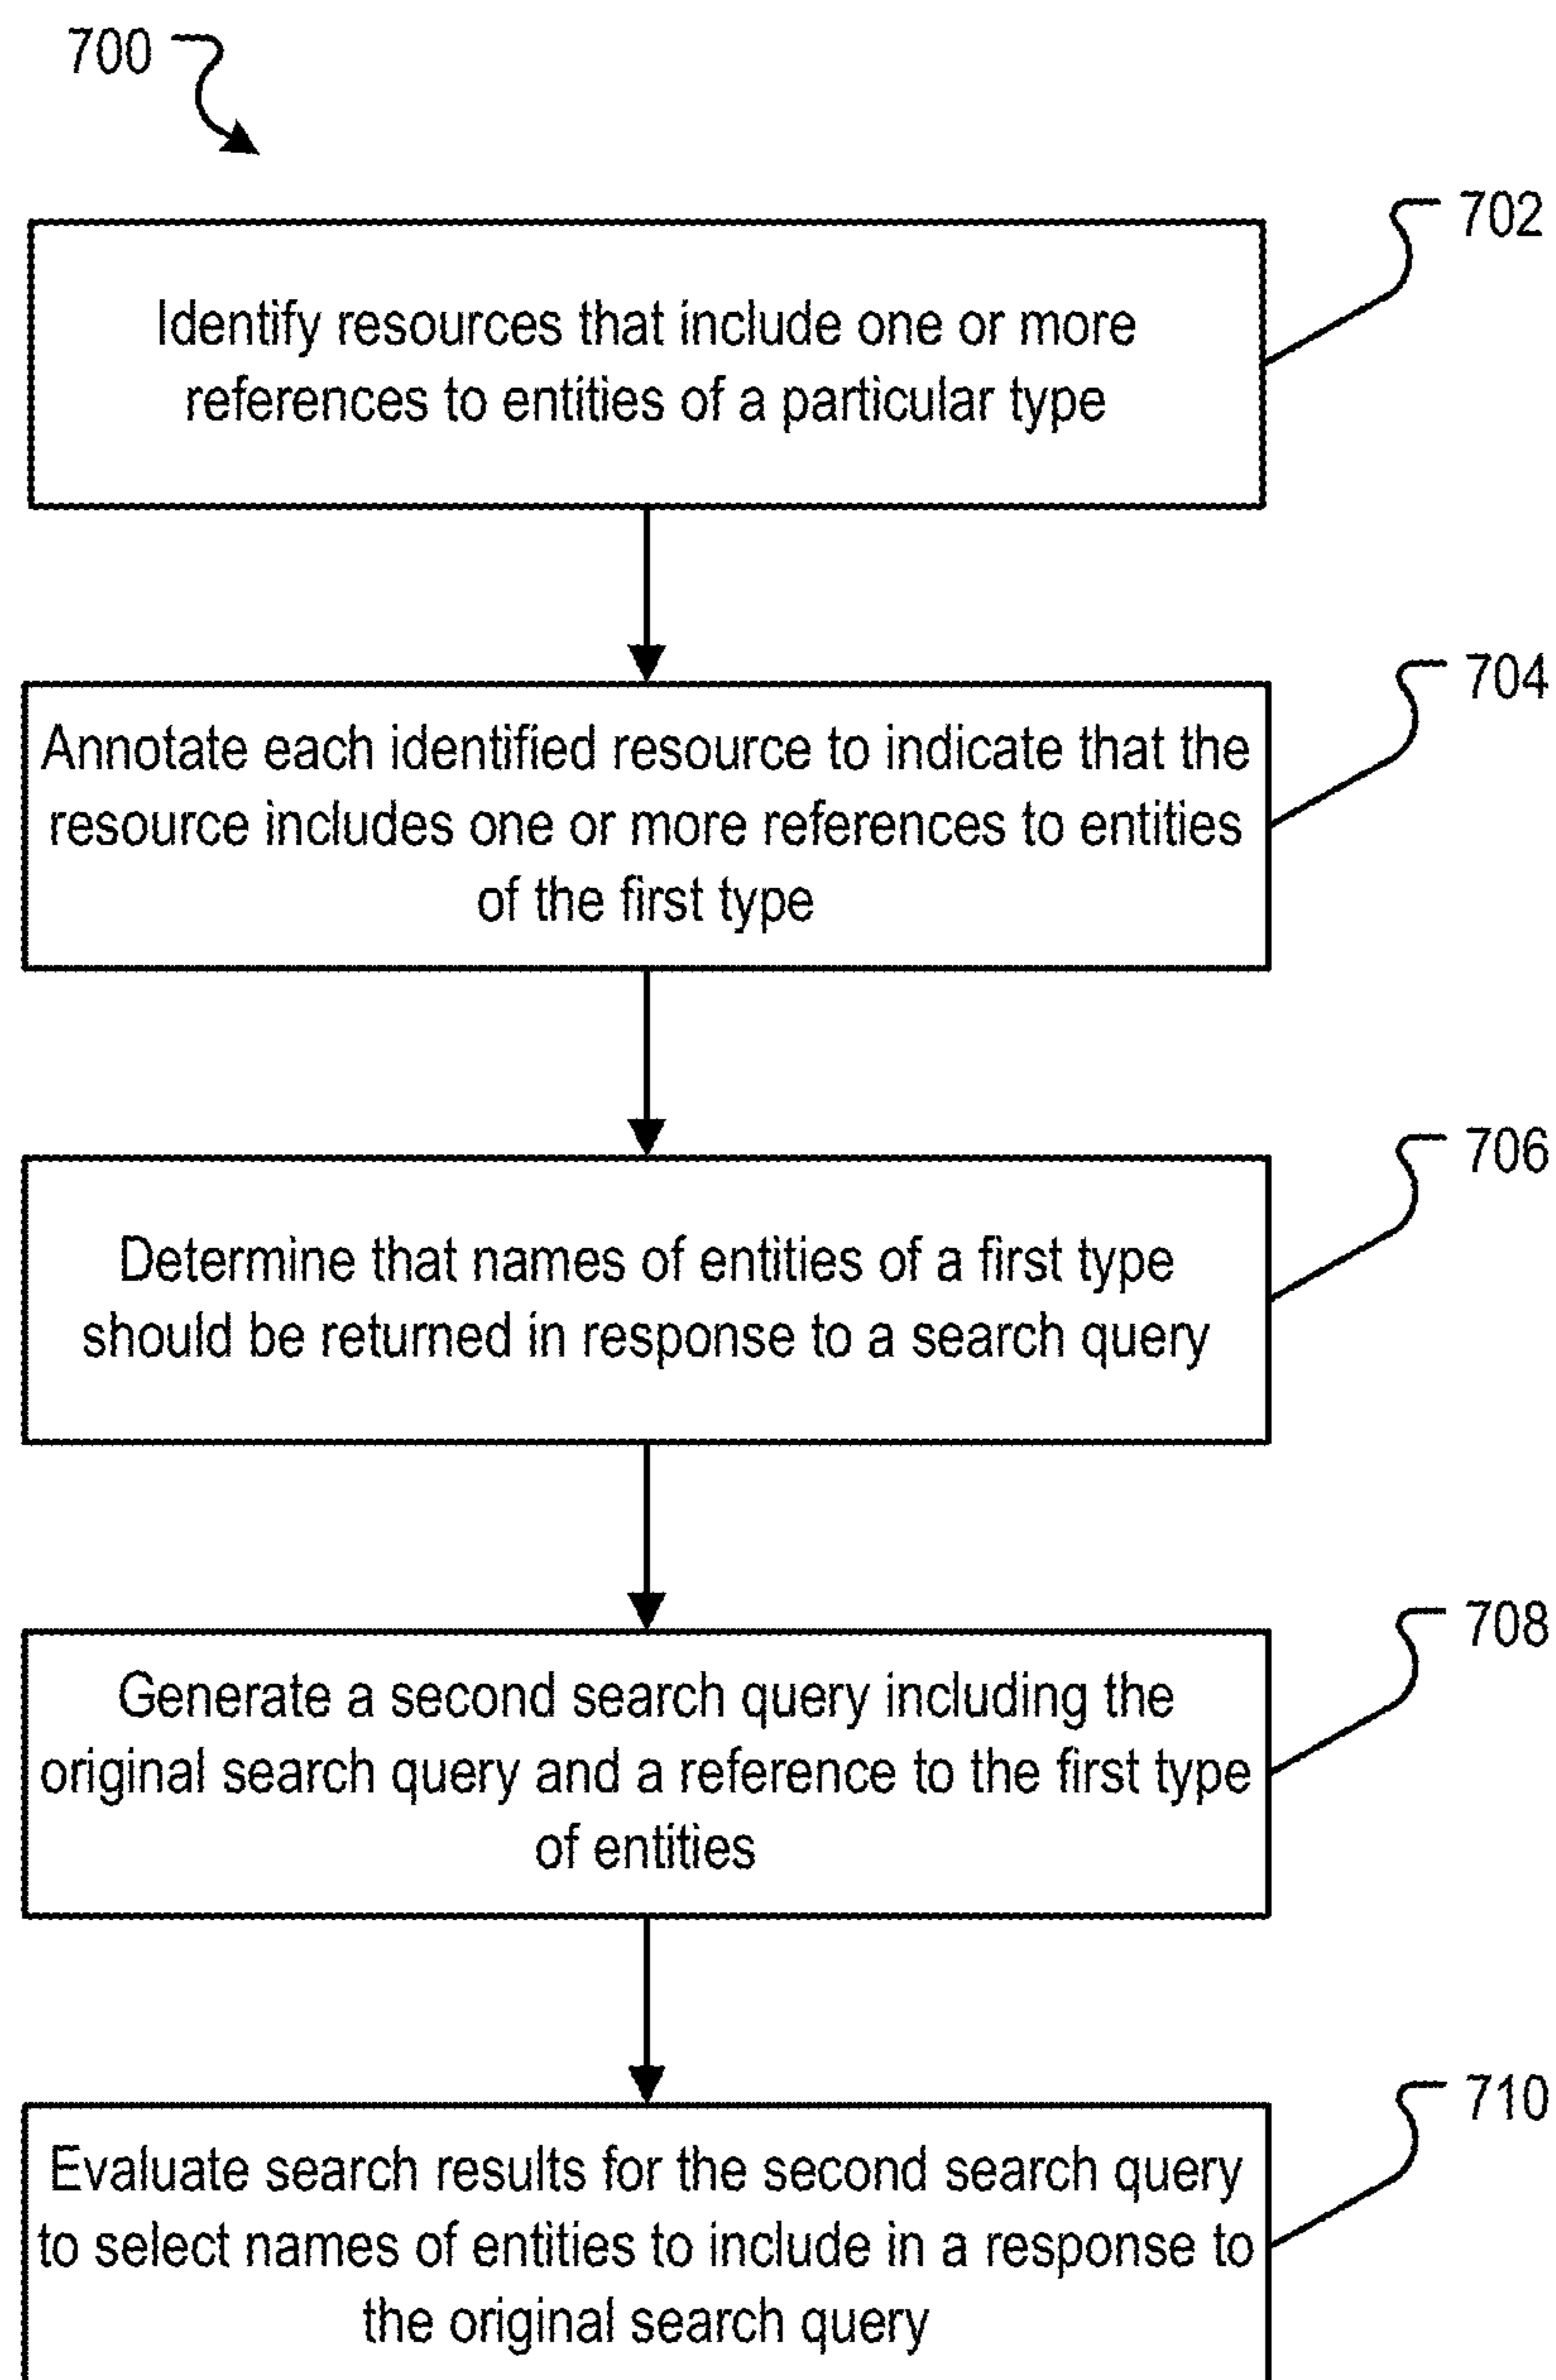 700
702
Identify resources that include one or more
references to entities of a particular type
704
Annotate each identified resource to indicate that the
resource includes one or more references to entities
of the first type
706
Determine that names of entities of a first type
should be returned in response to a search query
708
Generate a second search query including the
original search query and a reference to the first type
of entities
710
Evaluate search results for the second search query
to select names of entities to include in a response to
the original search query